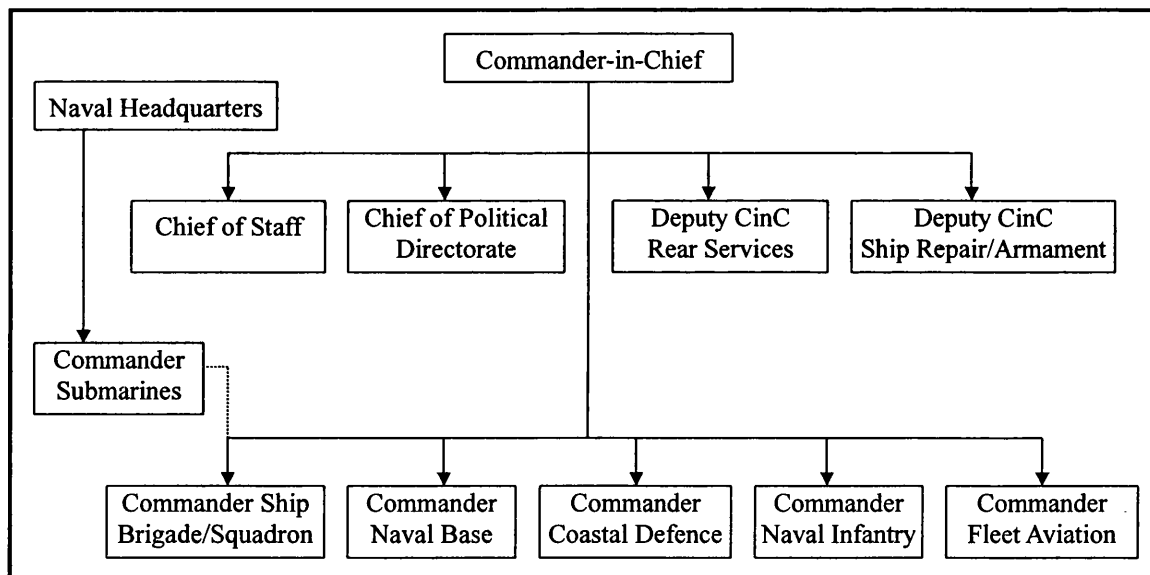 Commander-in-Chief
Naval Headquarters
Chief of Staff
Chief of Political
Directorate
Deputy CinC
Rear Services
Deputy CinC
Ship Repair/Armament
Commander
Submarines
Commander Ship
Brigade/Squadron
Commander
Naval Base
Commander
Coastal Defence
Commander
Naval Infantry
Commander
Fleet Aviation